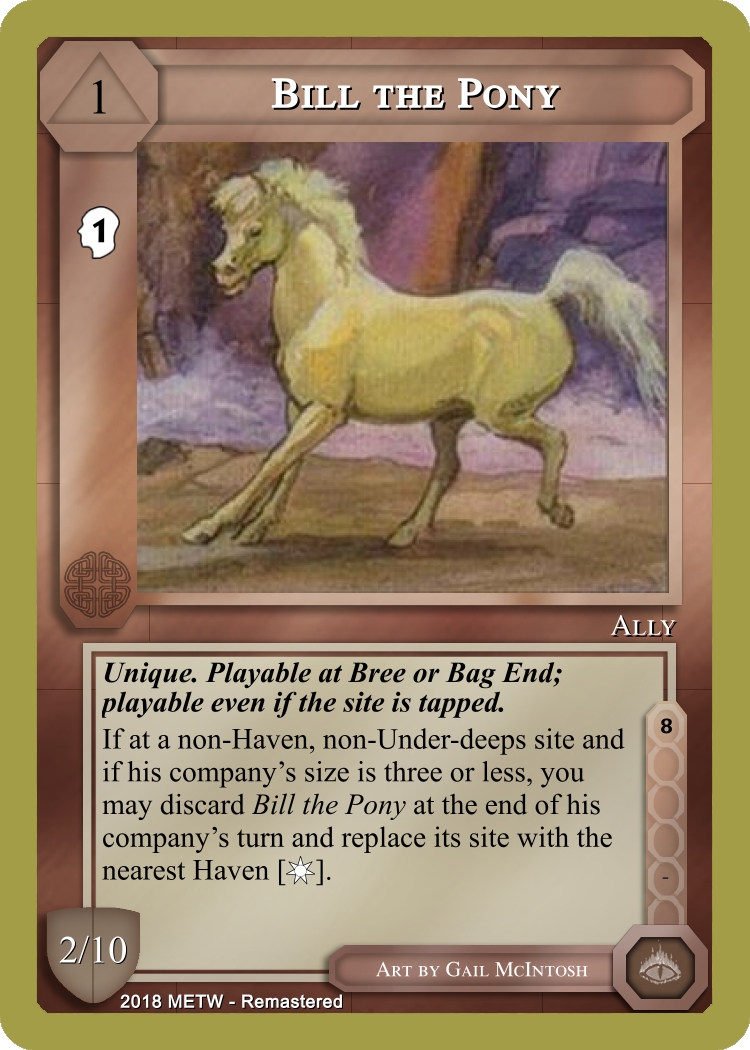 1
Bill the Pony
1
Ally
Unique. Playable at Bree or Bag End;
playable even if the site is tapped.
If at a non-Haven, non-Under-deeps site and
if his company's size is three or less, you
may discard Bill the Pony at the end of his
company's turn and replace its site with the
nearest Haven [☼].
8
-
2/10
Art by Gail McIntosh
2018 METW - Remastered